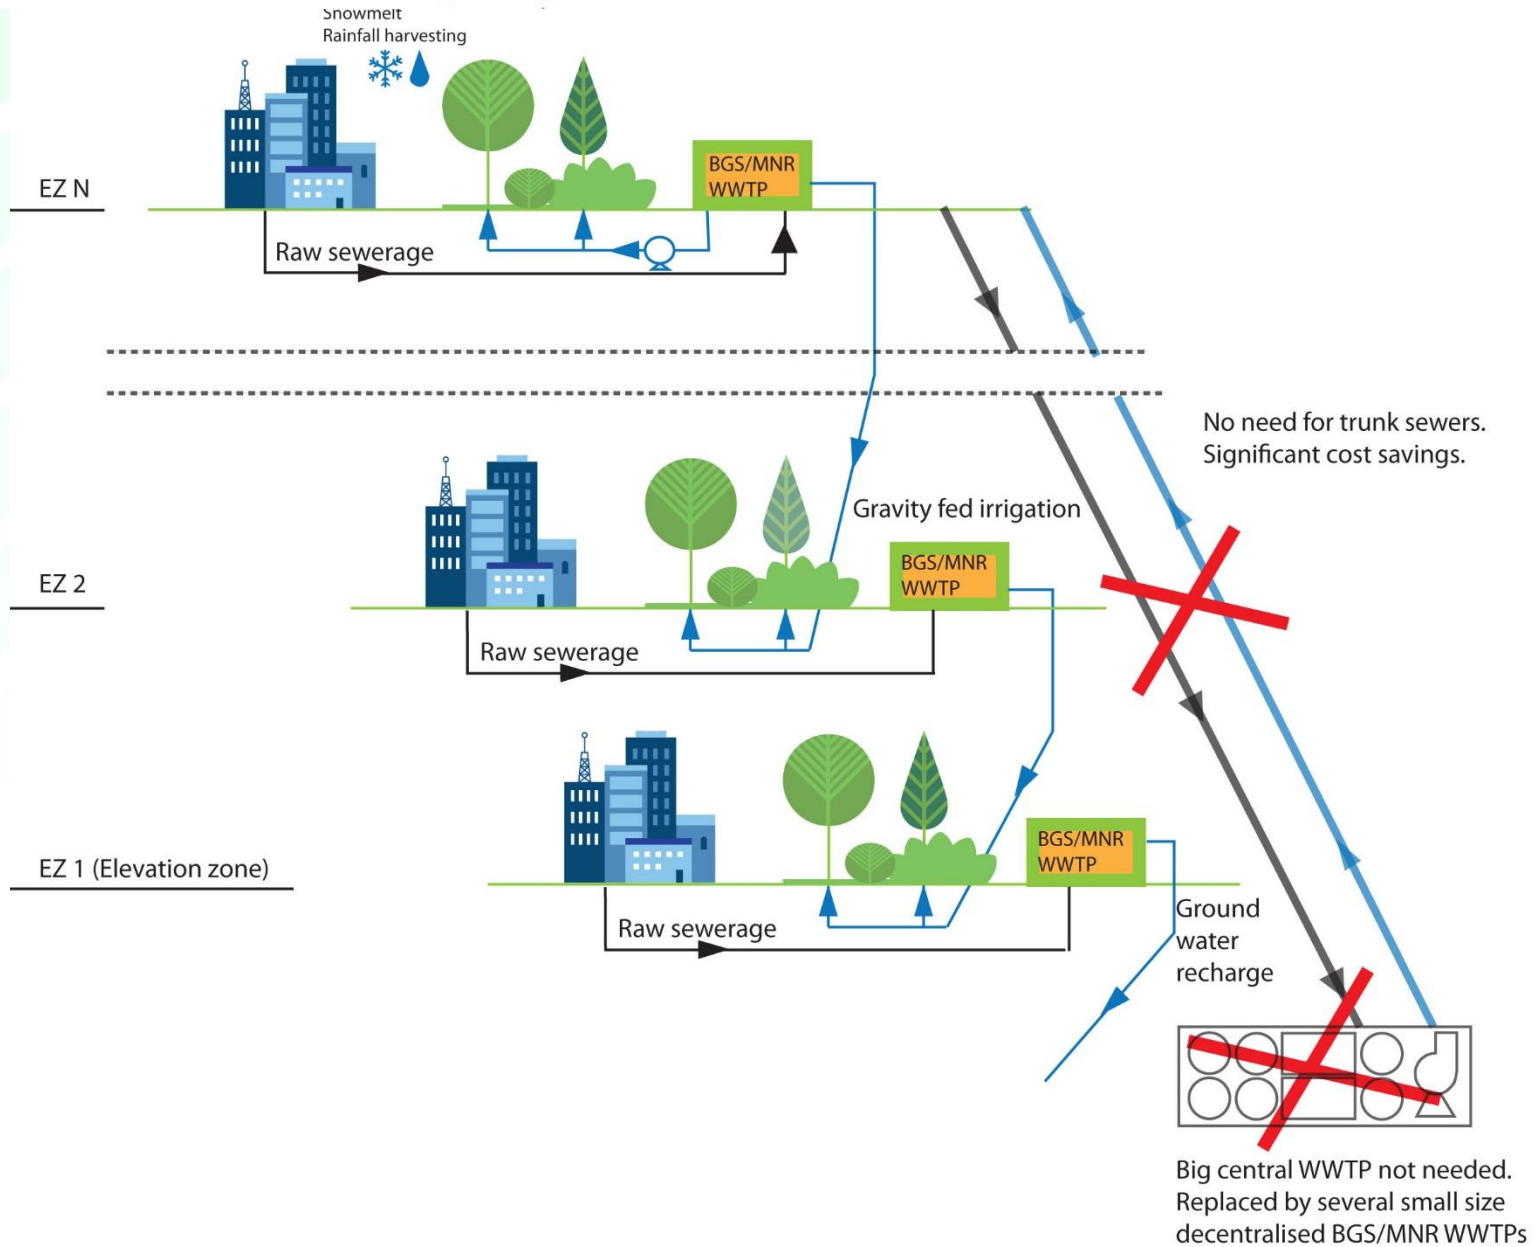 Snowmelt
Rainfall harvesting
BGS/MNR
WWTP
EZ N
Raw sewerage
No need for trunk sewers.
Significant cost savings.
Gravity fed irrigation
BGS/MNR
WWTP
EZ 2
Raw sewerage
BGS/MNR
WWTP
EZ 1 (Elevation zone)
Raw sewerage
Ground
water
recharge
Big central WWTP not needed.
Replaced by several small size
decentralised BGS/MNR WWTPs